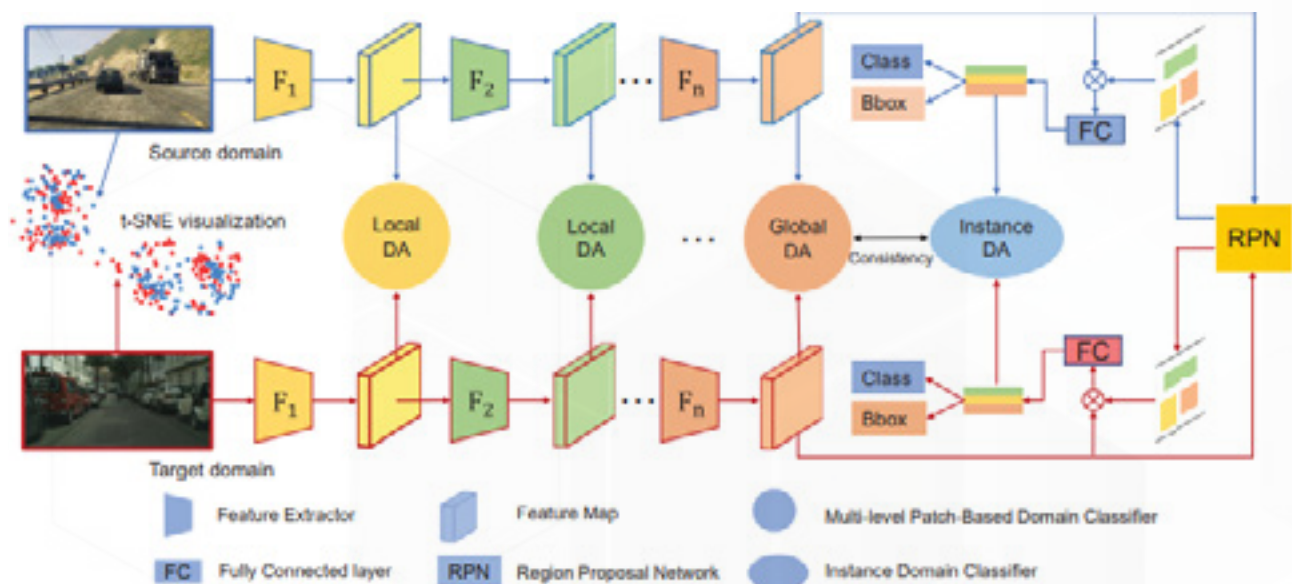 F₁
F₂
Fₙ
Class
Bbox
FC
Source domain
t-SNE visualization
Local DA
Local DA
Global DA
Consistency
Instance DA
RPN
F₁
F₂
Fₙ
Class
Bbox
FC
Target domain
Feature Extractor
Feature Map
Multi-level Patch-Based Domain Classifier
FC
Fully Connected layer
RPN
Region Proposal Network
Instance Domain Classifier